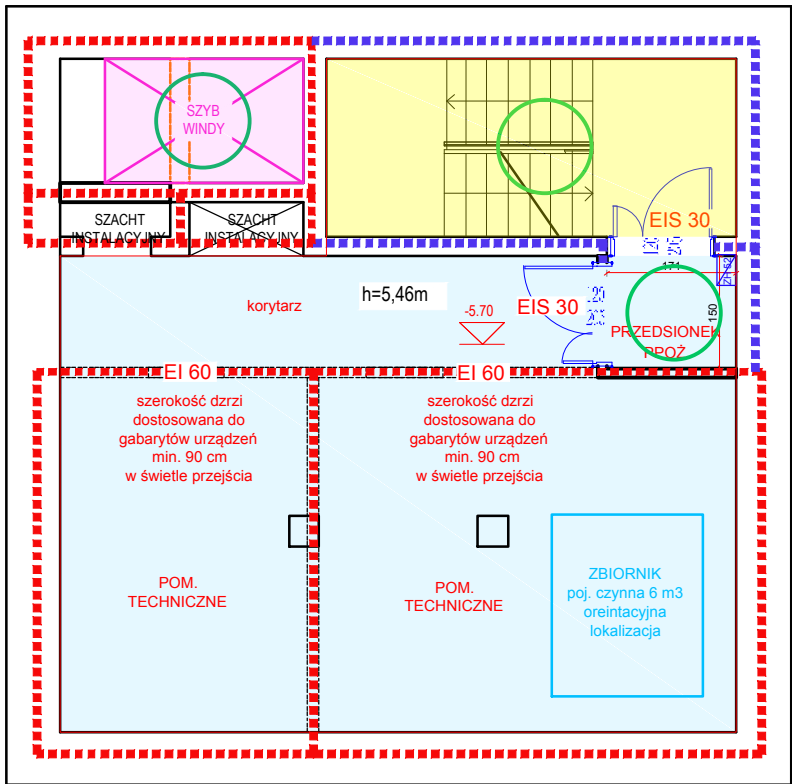 SZYB
WINDY
SZACHT
INSTALACYJNY
SZACHT
INSTALACYJNY
EIS 30
171
korytarz
h=5,46m
-5.70
EIS 30
150
PRZEDSIONEK
PPOŻ
EI 60
EI 60
szerokość dzrzi
dostosowana do
gabarytów urządzeń
min. 90 cm
w świetle przejścia
szerokość dzrzi
dostosowana do
gabarytów urządzeń
min. 90 cm
w świetle przejścia
POM.
TECHNICZNE
POM.
TECHNICZNE
ZBIORNIK
poj. czynna 6 m3
oreintacyjna
lokalizacja